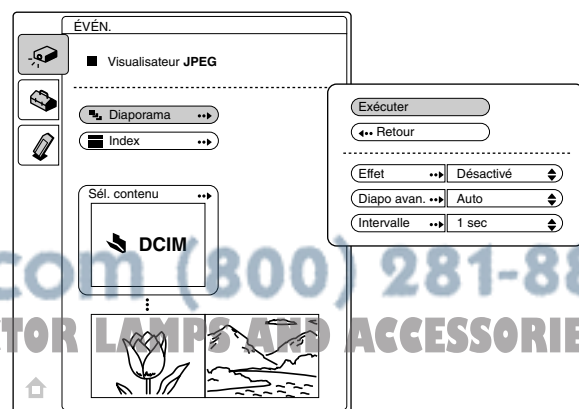 ÉVÉN.
Visualisateur JPEG
Diaporama
Index
Sél. contenu
DCIM
Exécuter
Retour
Effet Désactivé
Diapo avan. Auto
Intervalle 1 sec
com (800) 281-88
TOR LAMPS AND ACCESSORIE